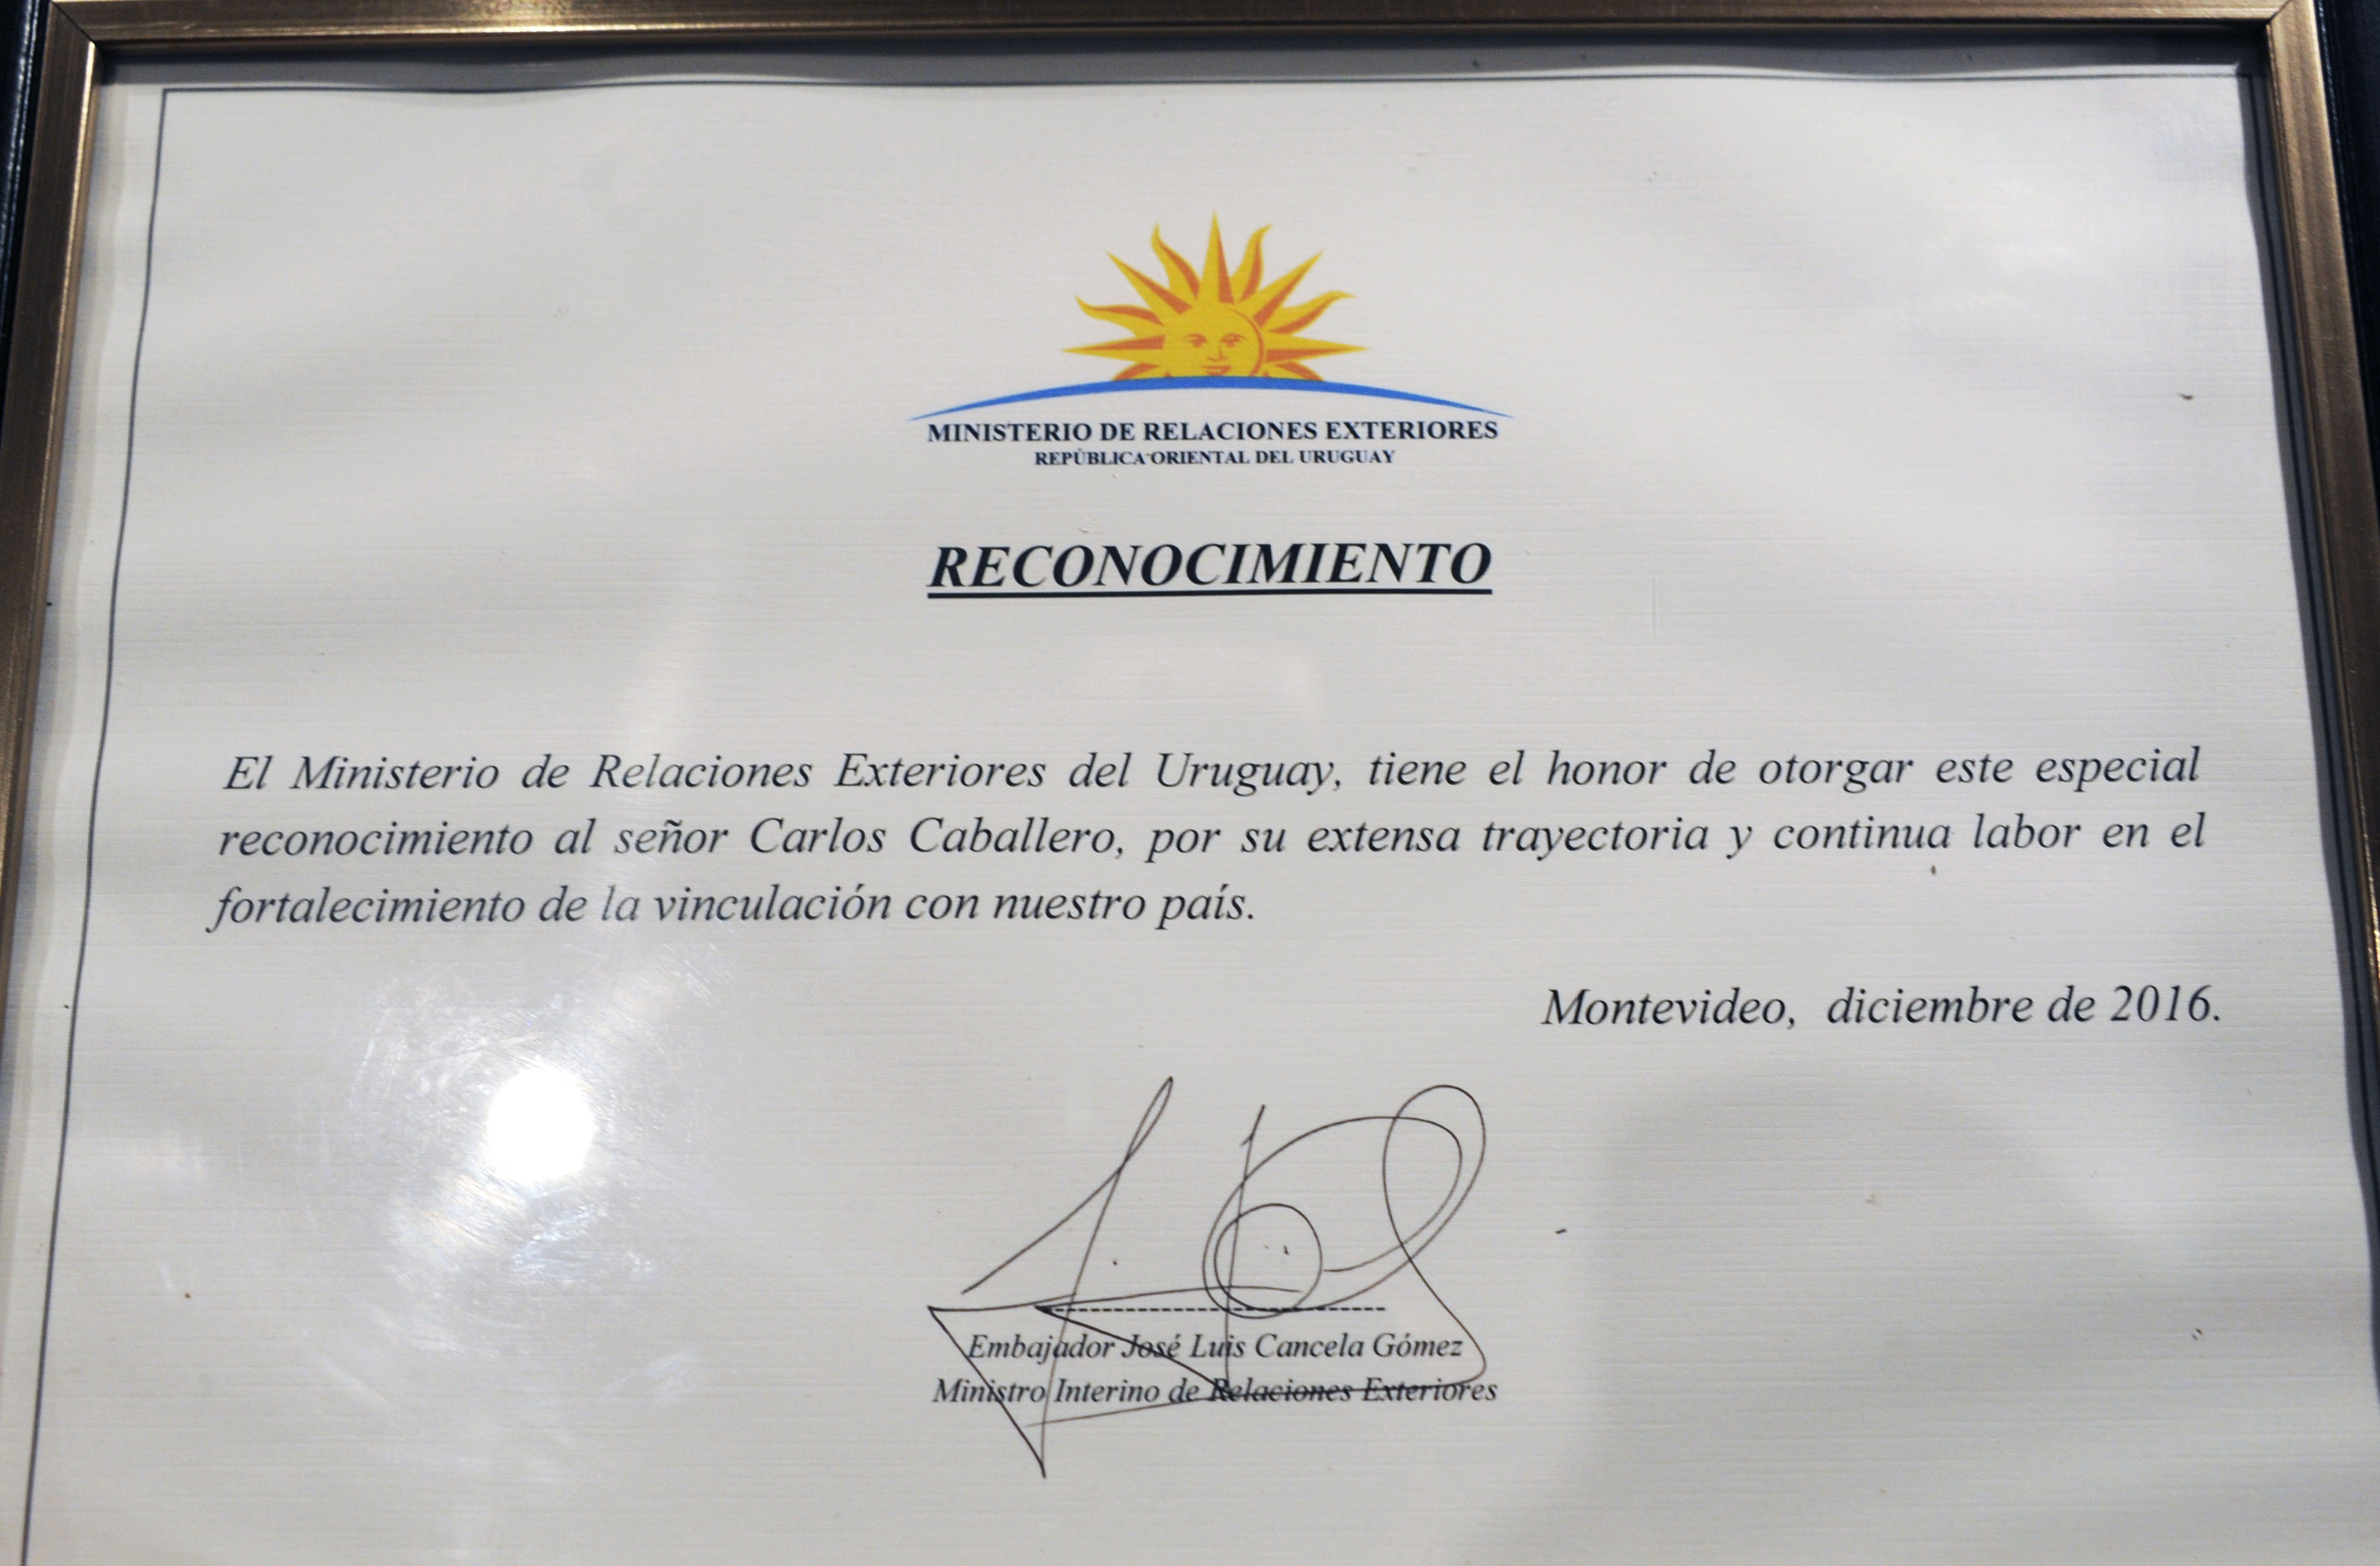 MINISTERIO DE RELACIONES EXTERIORES
REPÚBLICA ORIENTAL DEL URUGUAY
RECONOCIMIENTO
El Ministerio de Relaciones Exteriores del Uruguay, tiene el honor de otorgar este especial
reconocimiento al señor Carlos Caballero, por su extensa trayectoria y continua labor en el
fortalecimiento de la vinculación con nuestro país.
Montevideo, diciembre de 2016.
Embajador José Luis Cancela Gómez
Ministro Interino de Relaciones Exteriores